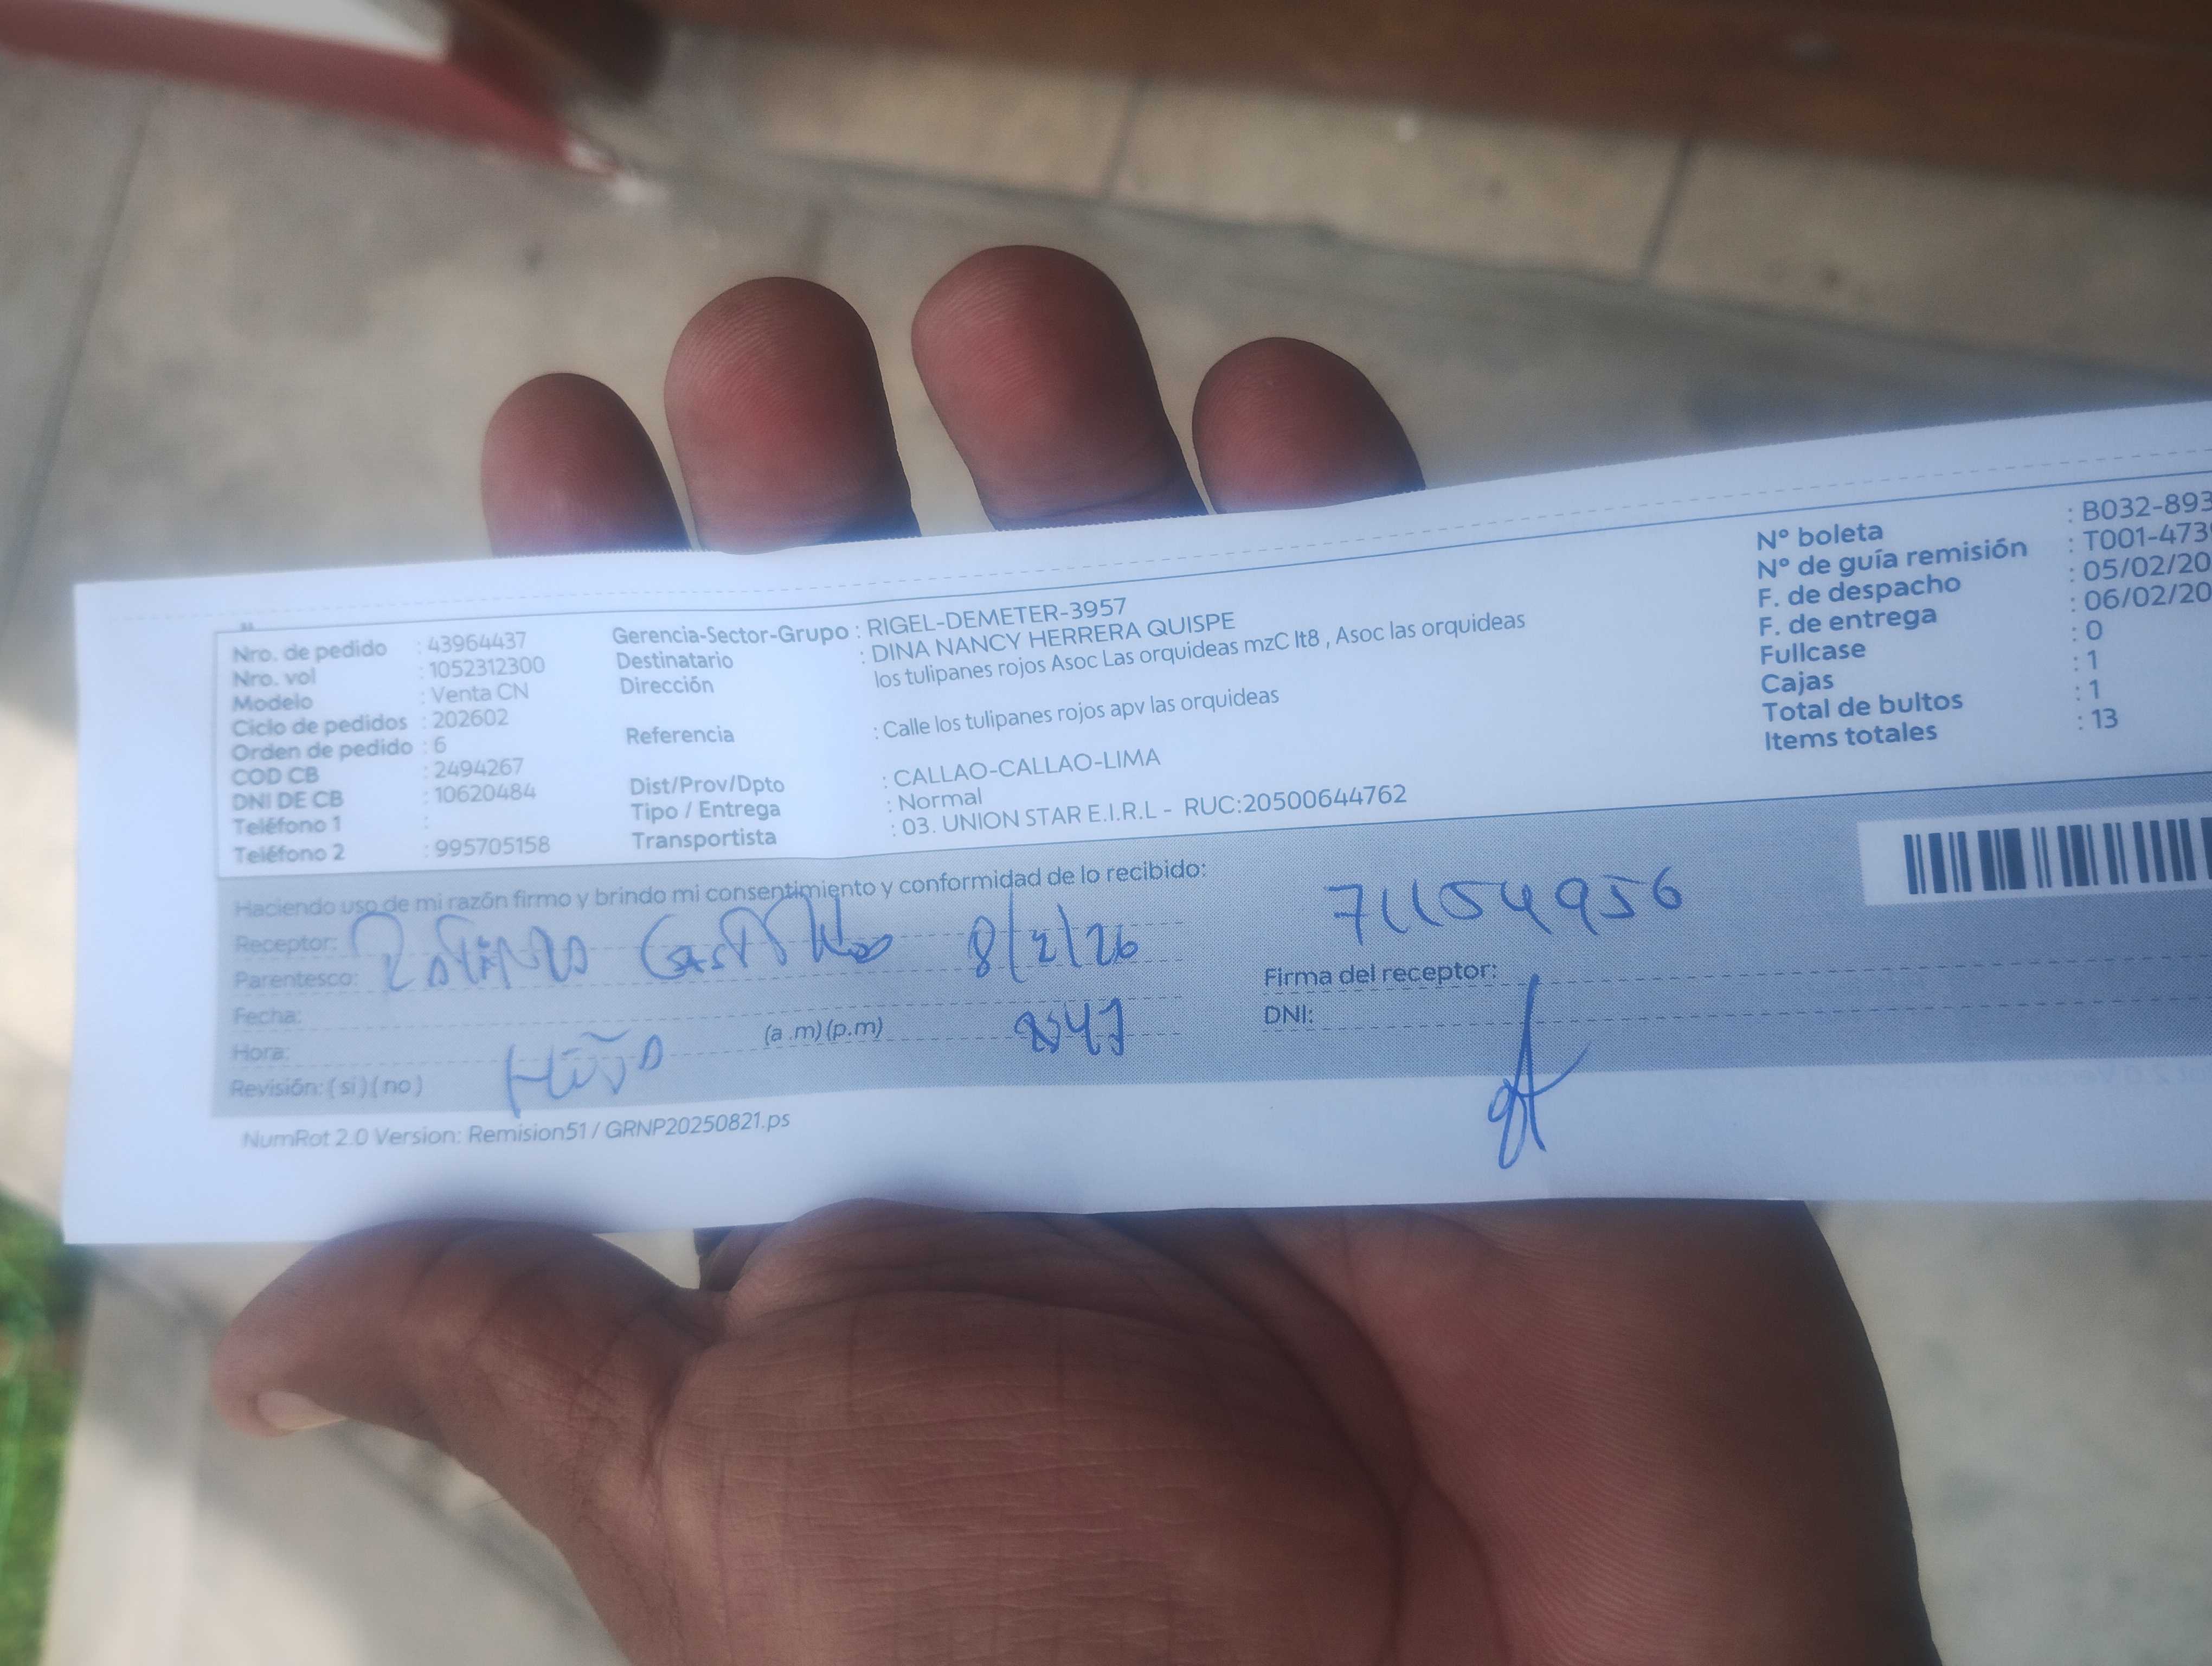 Nro. de pedido : 43964437
Nro. vol : 1052312300
Modelo : Venta CN
Ciclo de pedidos : 202602
Orden de pedido : 6
COD CB : 2494267
DNI DE CB : 10620484
Teléfono 1 :
Teléfono 2 : 995705158
Gerencia-Sector-Grupo : RIGEL-DEMETER-3957
Destinatario : DINA NANCY HERRERA QUISPE
Dirección los tulipanes rojos Asoc Las orquideas mzC lt8 , Asoc las orquideas
Referencia : Calle los tulipanes rojos apv las orquideas
Dist/Prov/Dpto : CALLAO-CALLAO-LIMA
Tipo / Entrega : Normal
Transportista : 03. UNION STAR E.I.R.L - RUC:20500644762
Nº boleta : B032-893
Nº de guía remisión : T001-473
F. de despacho : 05/02/20
F. de entrega : 06/02/20
Fullcase : 0
Cajas : 1
Total de bultos : 1
Items totales : 13
Haciendo uso de mi razón firmo y brindo mi consentimiento y conformidad de lo recibido:
Receptor: 8/2/26
Parentesco:
Fecha:
Hora: (a .m) (p.m)
Revisión: ( si ) ( no ) Hijo
71154956
Firma del receptor:
DNI:
NumRot 2.0 Version: Remision51 / GRNP20250821.ps